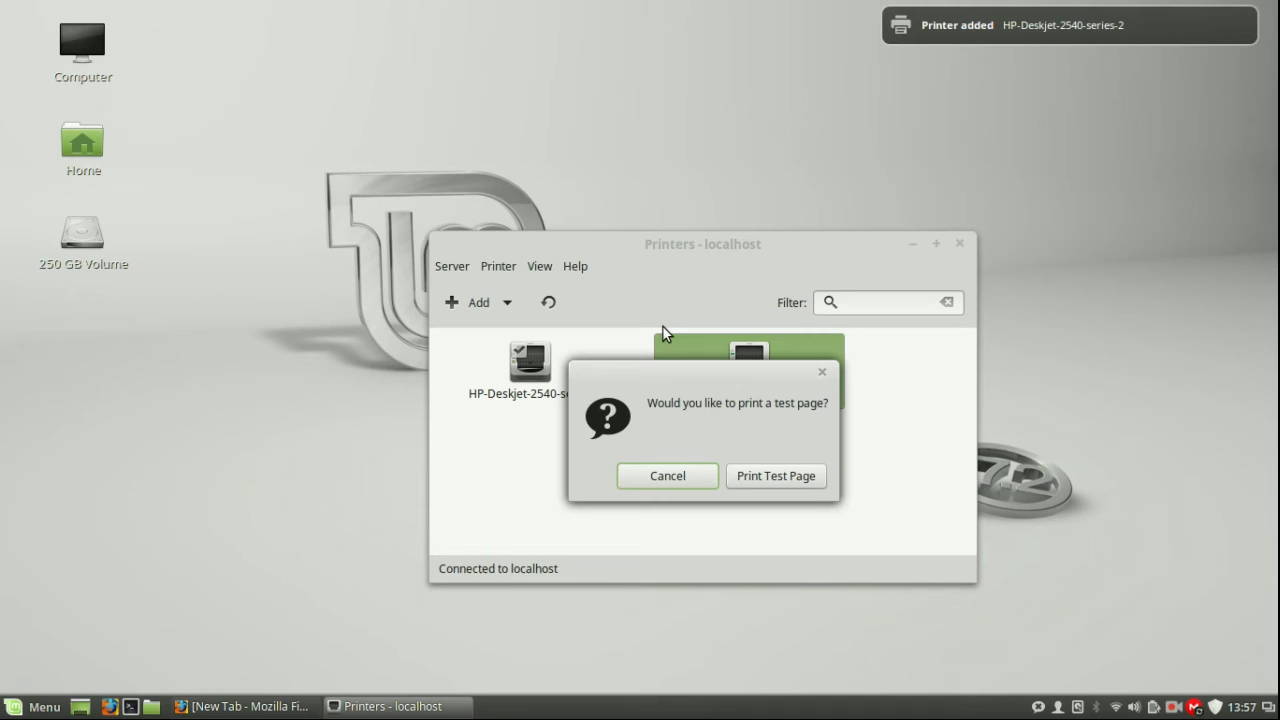 Printer added HP-Deskjet-2540-series-2
Computer
Home
250 GB Volume
Printers - localhost
Server Printer View Help
Add Filter:
HP-Deskjet-2540-s
Would you like to print a test page?
Cancel Print Test Page
Connected to localhost
Menu [New Tab - Mozilla Fi... Printers - localhost 13:57